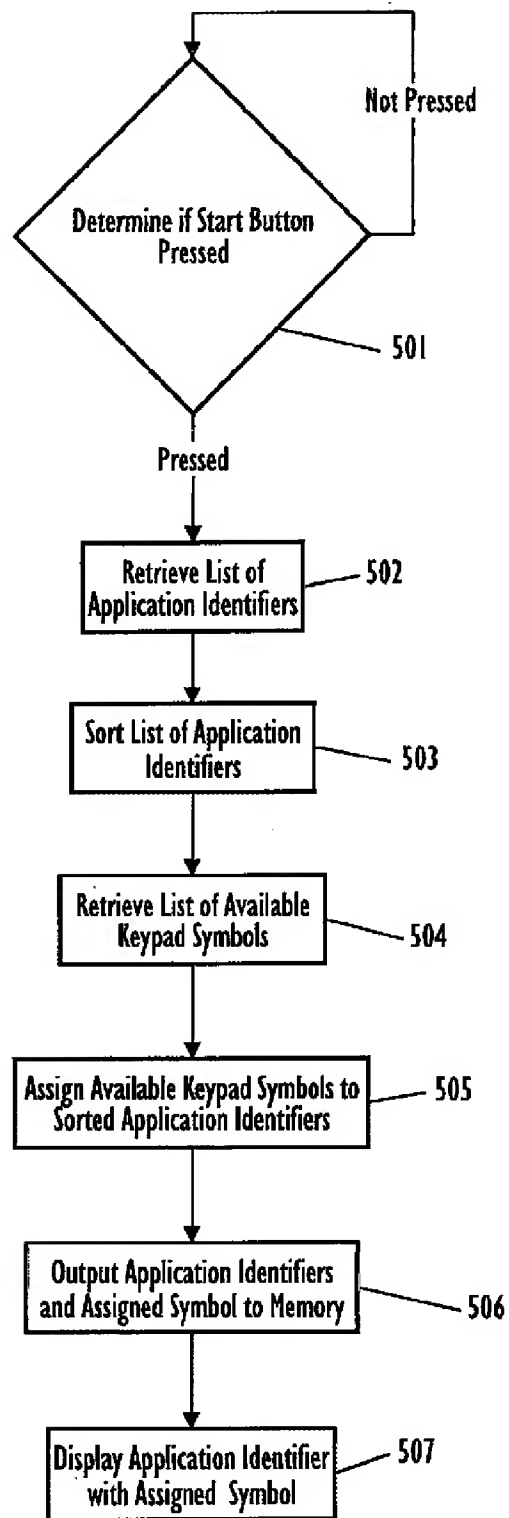 Not Pressed
Determine if Start Button
Pressed
501
Pressed
Retrieve List of
Application Identifiers
502
Sort List of Application
Identifiers
503
Retrieve List of Available
Keypad Symbols
504
Assign Available Keypad Symbols to
Sorted Application Identifiers
505
Output Application Identifiers
and Assigned Symbol to Memory
506
Display Application Identifier
with Assigned Symbol
507